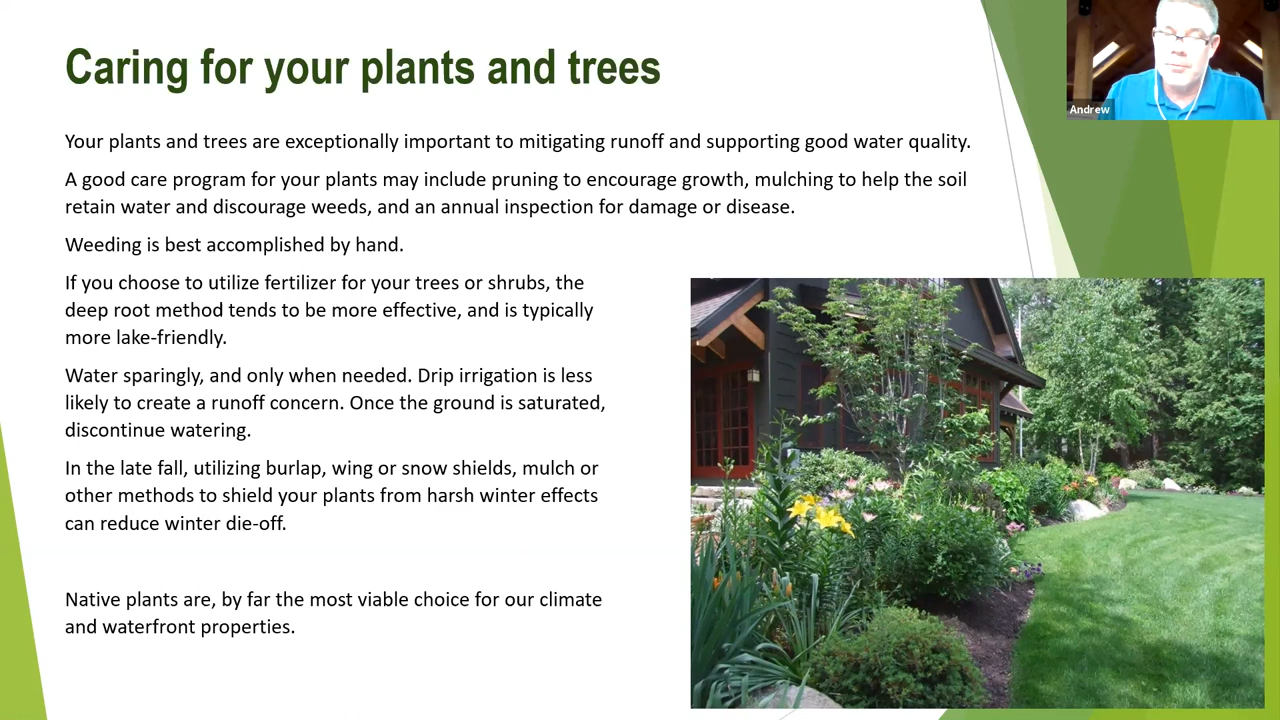 Caring for your plants and trees
Andrew
Your plants and trees are exceptionally important to mitigating runoff and supporting good water quality.
A good care program for your plants may include pruning to encourage growth, mulching to help the soil
retain water and discourage weeds, and an annual inspection for damage or disease.
Weeding is best accomplished by hand.
If you choose to utilize fertilizer for your trees or shrubs, the
deep root method tends to be more effective, and is typically
more lake-friendly.
Water sparingly, and only when needed. Drip irrigation is less
likely to create a runoff concern. Once the ground is saturated,
discontinue watering.
In the late fall, utilizing burlap, wing or snow shields, mulch or
other methods to shield your plants from harsh winter effects
can reduce winter die-off.
Native plants are, by far the most viable choice for our climate
and waterfront properties.